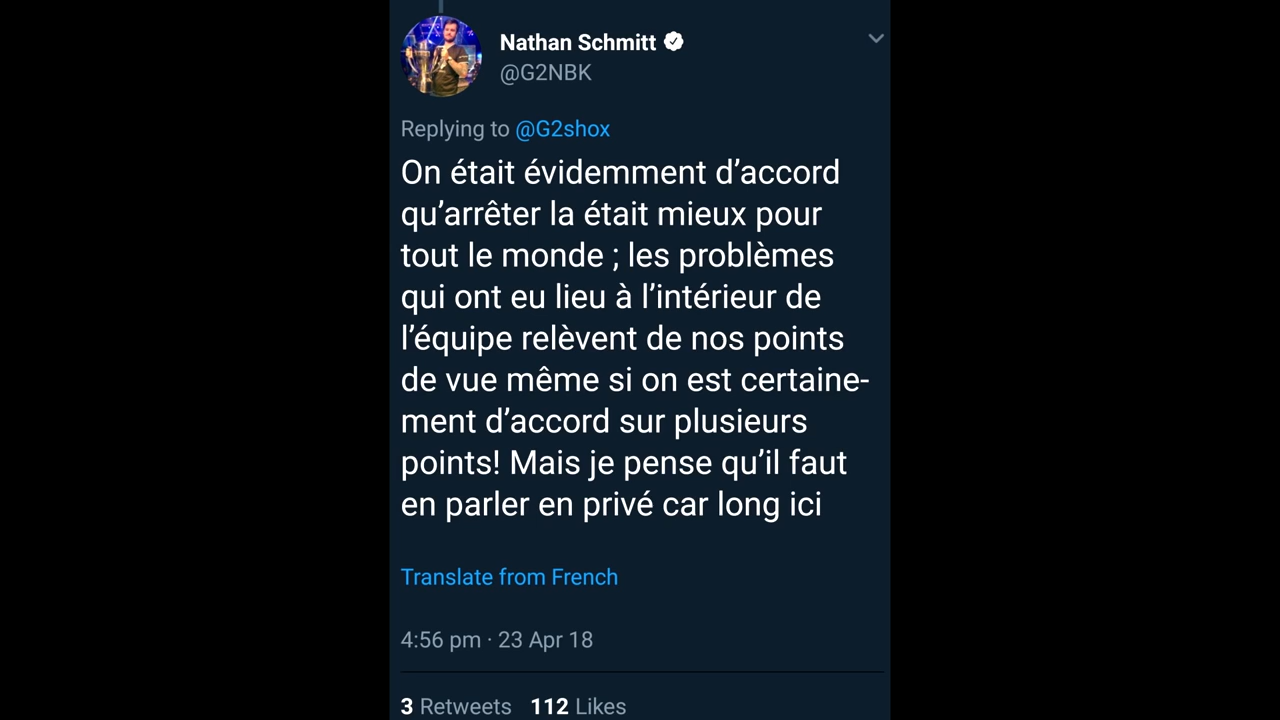 Nathan Schmitt
@G2NBK
Replying to @G2shox
On était évidemment d’accord
qu’arrêter la était mieux pour
tout le monde ; les problèmes
qui ont eu lieu à l’intérieur de
l’équipe relèvent de nos points
de vue même si on est certaine-
ment d’accord sur plusieurs
points! Mais je pense qu’il faut
en parler en privé car long ici
Translate from French
4:56 pm · 23 Apr 18
3 Retweets 112 Likes